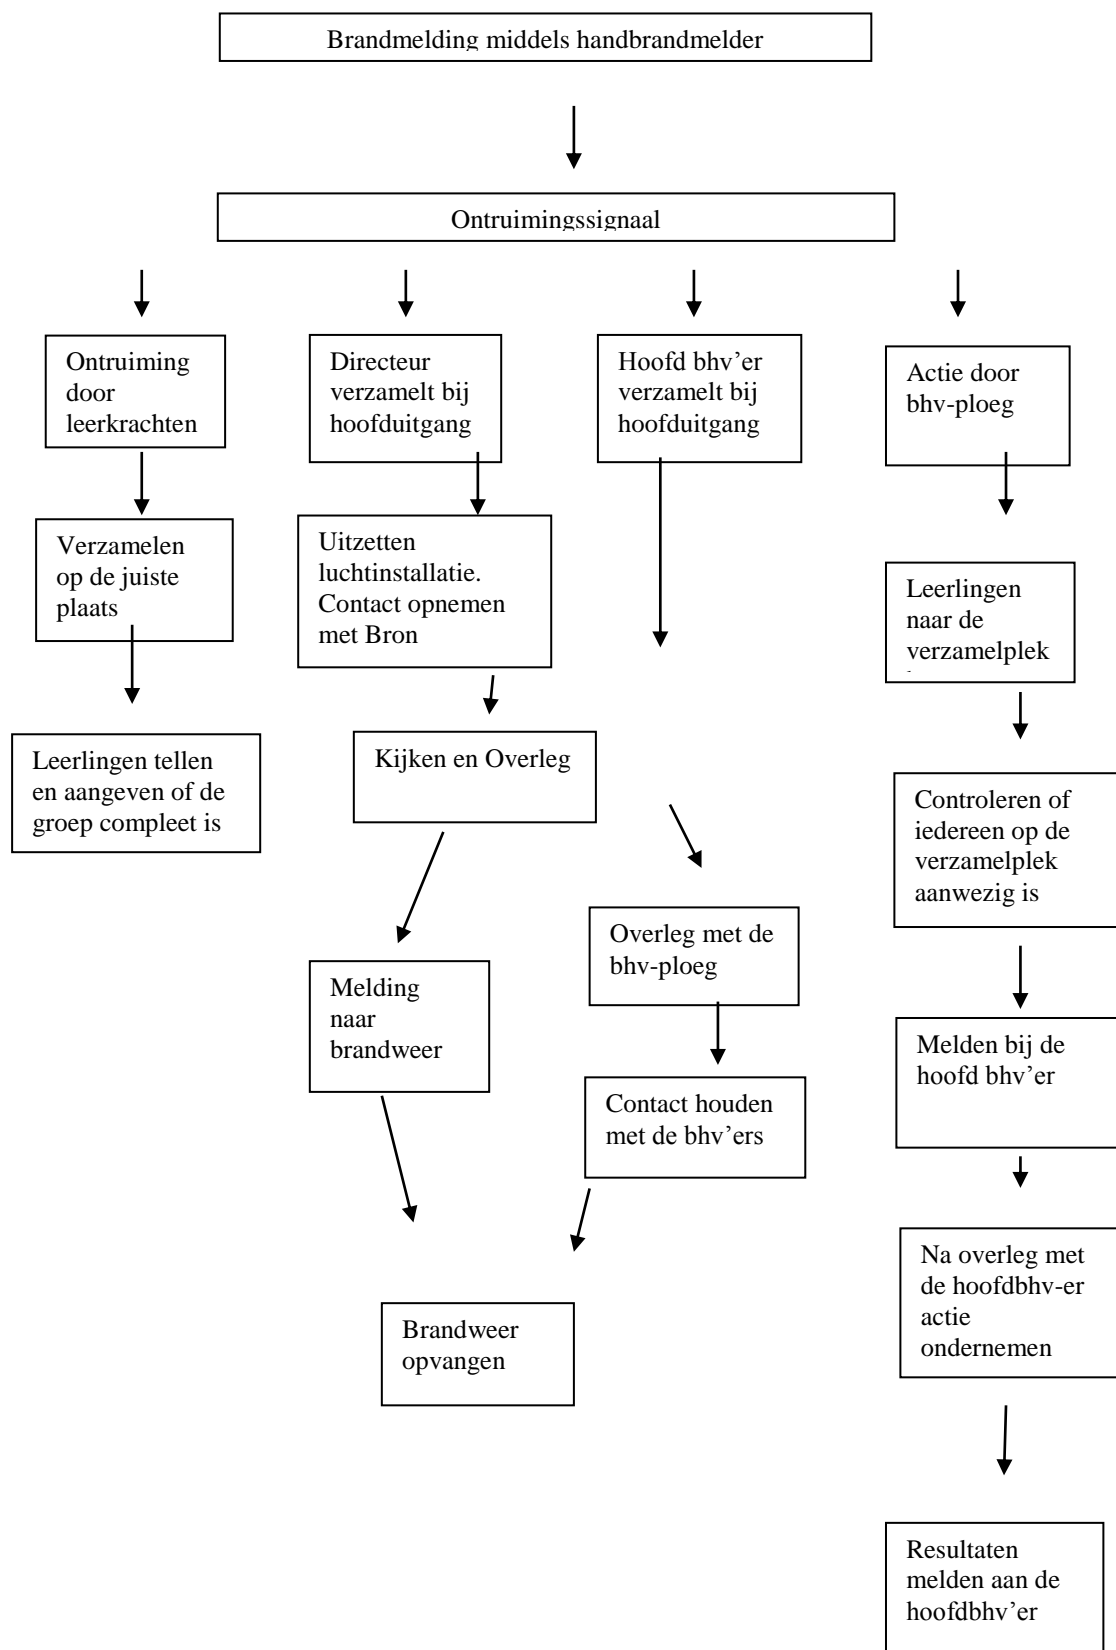 Brandmelding middels handbrandmelder
Ontruimingssignaal
Ontruiming
door
leerkrachten
Directeur
verzamelt bij
hoofduitgang
Hoofd bhv’er
verzamelt bij
hoofduitgang
Actie door
bhv-ploeg
Verzamelen
op de juiste
plaats
Uitzetten
luchtinstallatie.
Contact opnemen
met Bron
Leerlingen
naar de
verzamelplek
Leerlingen tellen
en aangeven of de
groep compleet is
Kijken en Overleg
Controleren of
iedereen op de
verzamelplek
aanwezig is
Overleg met de
bhv-ploeg
Melding
naar
brandweer
Melden bij de
hoofd bhv’er
Contact houden
met de bhv’ers
Na overleg met
de hoofdbhv-er
actie
ondernemen
Brandweer
opvangen
Resultaten
melden aan de
hoofdbhv’er